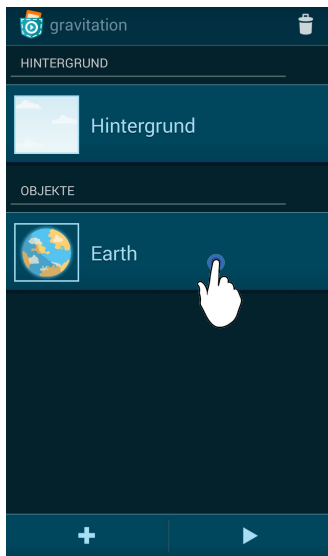 gravitation
HINTERGRUND
Hintergrund
OBJEKTE
Earth